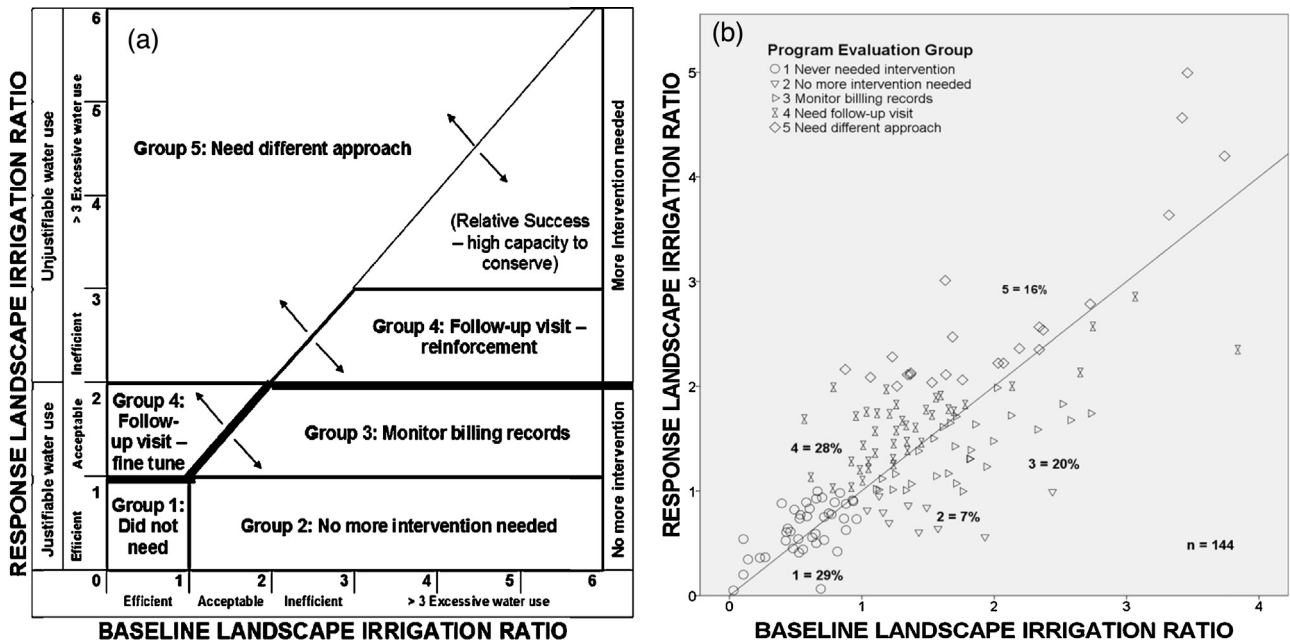 (a)
RESPONSE LANDSCAPE IRRIGATION RATIO
Unjustifiable water use
Justifiable water use
> 3 Excessive water use
Inefficient
Acceptable
Efficient
6
5
4
3
2
1
0
Group 5: Need different approach
(Relative Success
– high capacity to
conserve)
Group 4: Follow-up visit –
reinforcement
Group 4:
Follow-
up visit –
fine tune
Group 3: Monitor billing records
Group 1:
Did not
need
Group 2: No more intervention needed
More intervention needed
No more intervention
1
2
3
4
5
6
Efficient
Acceptable
Inefficient
> 3 Excessive water use
BASELINE LANDSCAPE IRRIGATION RATIO
(b)
RESPONSE LANDSCAPE IRRIGATION RATIO
Program Evaluation Group
1 Never needed intervention
2 No more intervention needed
3 Monitor billling records
4 Need follow-up visit
5 Need different approach
5
4
3
2
1
0
5 = 16%
4 = 28%
3 = 20%
2 = 7%
1 = 29%
n = 144
0
1
2
3
4
BASELINE LANDSCAPE IRRIGATION RATIO